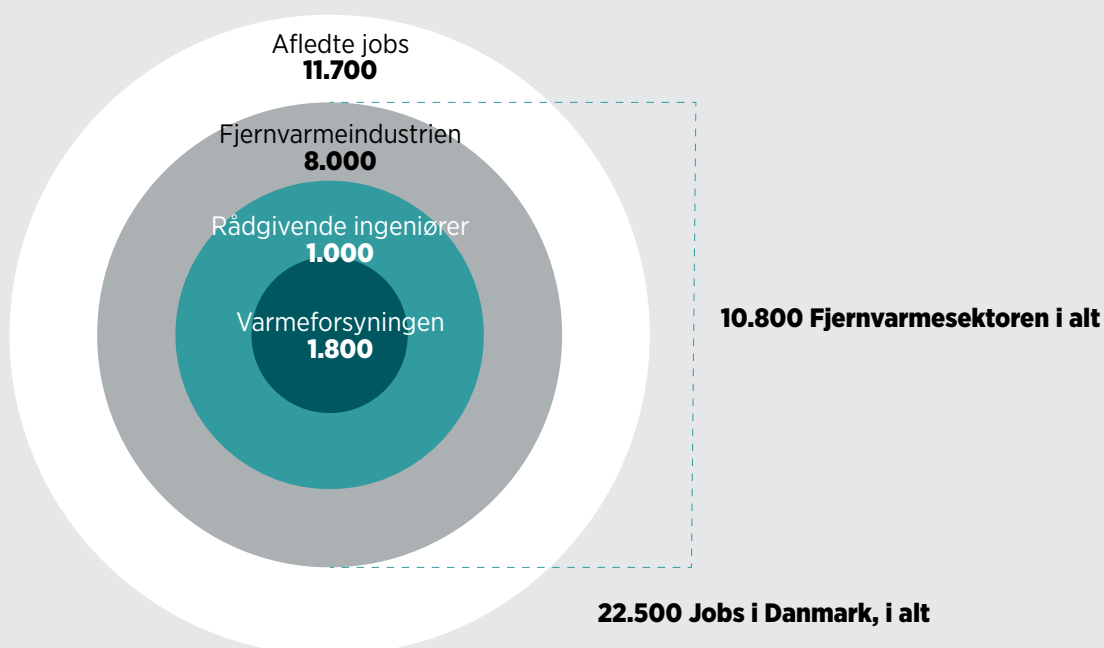 Afledte jobs
11.700
Fjernvarmeindustrien
8.000
Rådgivende ingeniører
1.000
Varmeforsyningen
1.800
10.800 Fjernvarmesektoren i alt
22.500 Jobs i Danmark, i alt